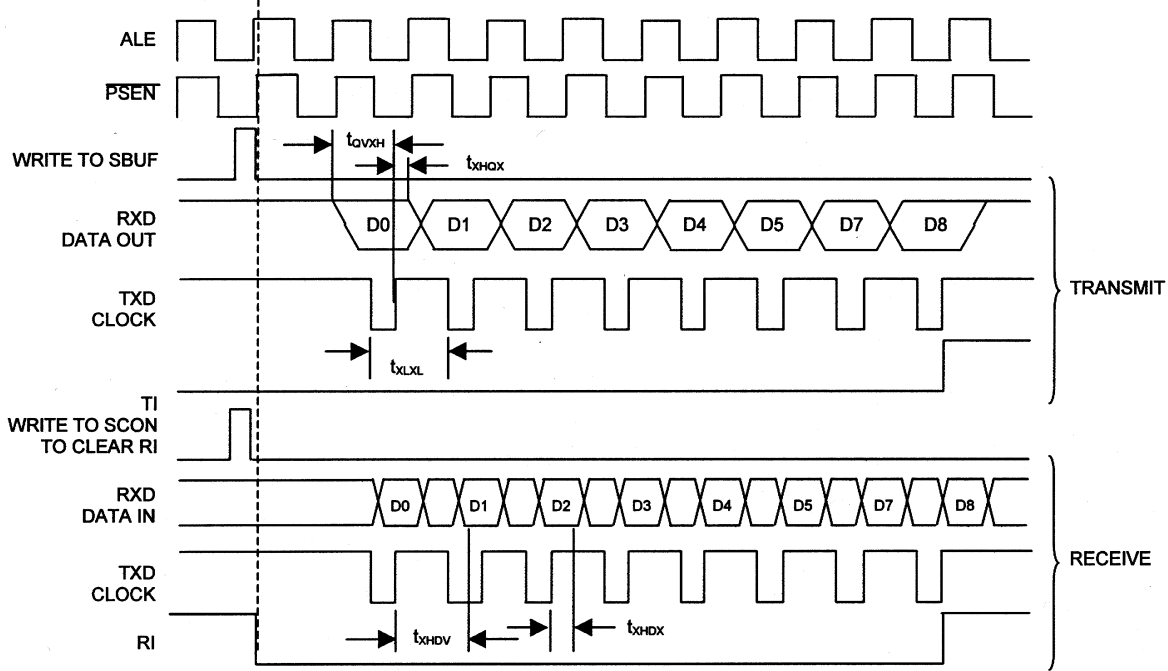 ALE
PSEN
WRITE TO SBUF
tQVXH
tXHQX
RXD
DATA OUT
D0 D1 D2 D3 D4 D5 D7 D8
TXD
CLOCK
TRANSMIT
tXLXL
TI
WRITE TO SCON
TO CLEAR RI
RXD
DATA IN
D0 D1 D2 D3 D4 D5 D7 D8
TXD
CLOCK
RECEIVE
tXHDV
tXHDX
RI